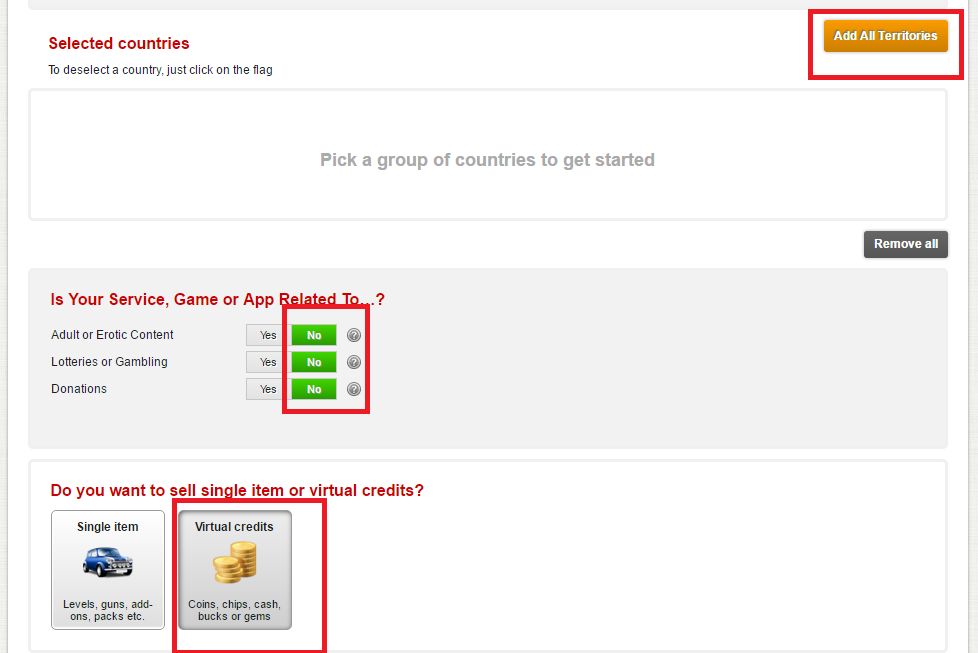 Selected countries
Add All Territories
To deselect a country, just click on the flag
Pick a group of countries to get started
Remove all
Is Your Service, Game or App Related To...?
Adult or Erotic Content Yes No ?
Lotteries or Gambling Yes No ?
Donations Yes No ?
Do you want to sell single item or virtual credits?
Single item
Levels, guns, add-
ons, packs etc.
Virtual credits
Coins, chips, cash,
bucks or gems